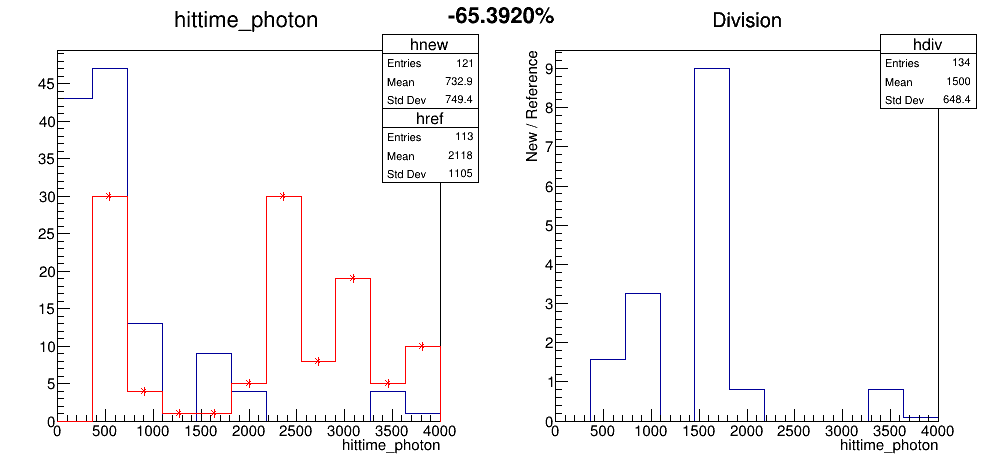 hittime_photon
-65.3920%
Division
hnew
Entries 121
Mean 732.9
Std Dev 749.4
href
Entries 113
Mean 2118
Std Dev 1105
45
40
35
30
25
20
15
10
5
0
0 500 1000 1500 2000 2500 3000 3500 4000
hittime_photon
hdiv
Entries 134
Mean 1500
Std Dev 648.4
New / Reference
9
8
7
6
5
4
3
2
1
0
0 500 1000 1500 2000 2500 3000 3500 4000
hittime_photon